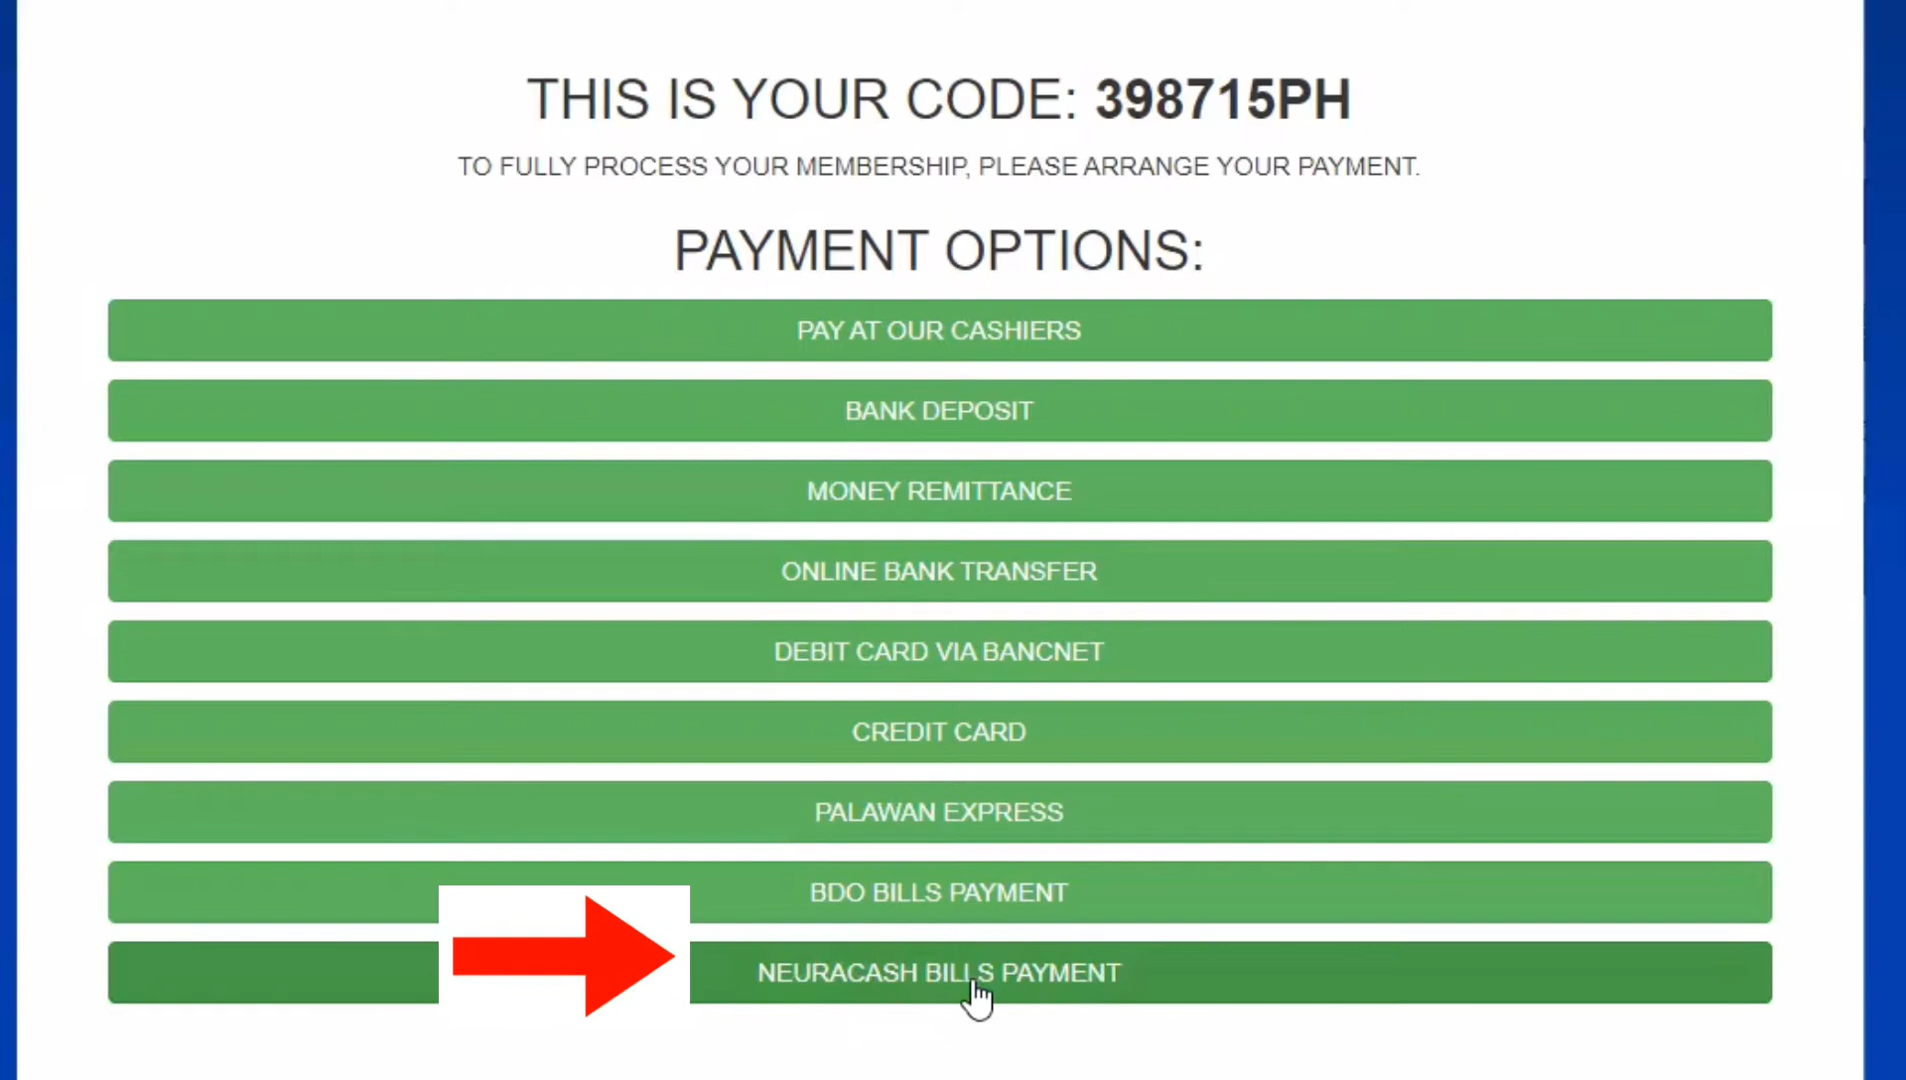 THIS IS YOUR CODE: 398715PH
TO FULLY PROCESS YOUR MEMBERSHIP, PLEASE ARRANGE YOUR PAYMENT.
PAYMENT OPTIONS:
PAY AT OUR CASHIERS
BANK DEPOSIT
MONEY REMITTANCE
ONLINE BANK TRANSFER
DEBIT CARD VIA BANCNET
CREDIT CARD
PALAWAN EXPRESS
BDO BILLS PAYMENT
NEURACASH BILLS PAYMENT